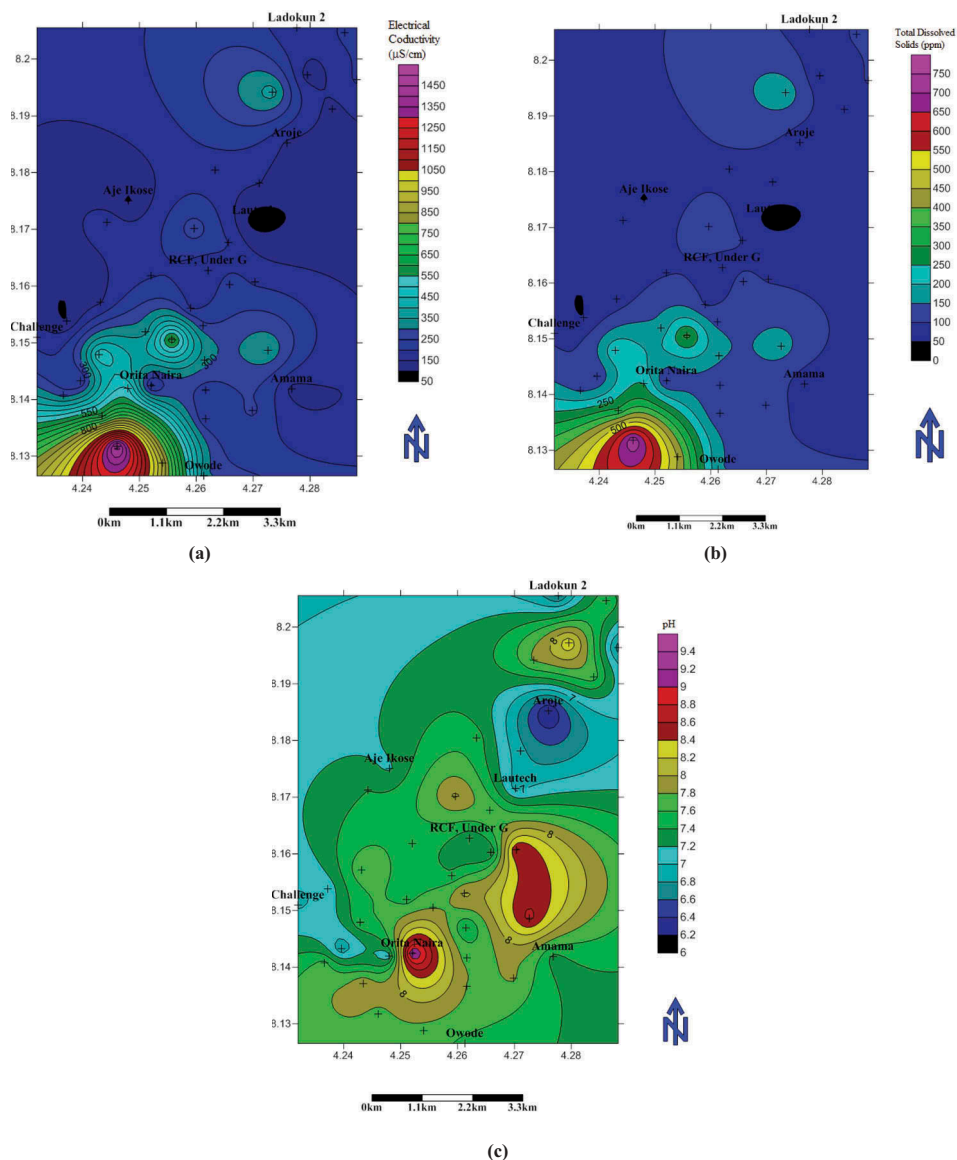 Ladokun 2
Electrical
Coductivity
(µS/cm)
8.2
8.19
8.18
8.17
8.16
8.15
8.14
8.13
Aroje
Aje Ikose
RCF, Under G
Challenge
300
300
Orita Naira
Amama
550
800
Owode
1450
1250
1150
1050
950
850
750
650
550
450
350
250
150
50
N
4.24 4.25 4.26 4.27 4.28
0km 1.1km 2.2km 3.3km
(a)
Ladokun 2
Total Dissolved
Solids (ppm)
8.2
8.19
8.18
8.17
8.16
8.15
8.14
8.13
Aroje
Aje Ikose
RCF, Under G
Challenge
Orita Naira
Amama
250
500
Owode
750
700
650
600
550
500
450
400
350
300
250
200
150
100
50
0
N
4.24 4.25 4.26 4.27 4.28
0km 1.1km 2.2km 3.3km
(b)
Ladokun 2
pH
8.2
8.19
8.18
8.17
8.16
8.15
8.14
8.13
8
7
Aroje
Aje Ikose
Lautech
7
RCF, Under G
8
Challenge
Orita Naira
8
Amama
8
Owode
9.4
9.2
9
8.8
8.6
8.4
8.2
8
7.8
7.6
7.4
7.2
7
6.8
6.6
6.4
6.2
6
N
4.24 4.25 4.26 4.27 4.28
0km 1.1km 2.2km 3.3km
(c)